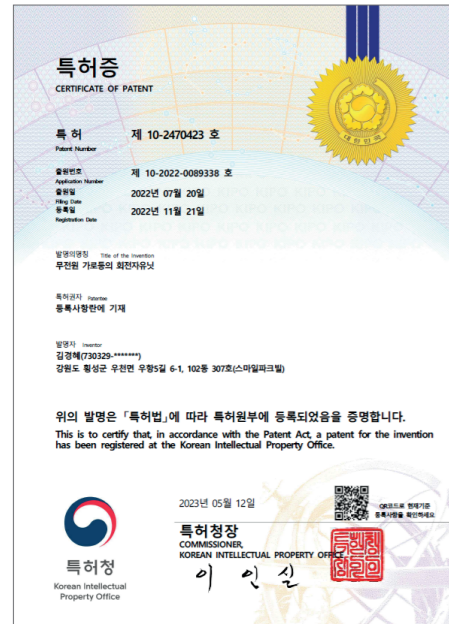 특허증
CERTIFICATE OF PATENT
특 허 제 10-2470423 호
Patent Number
출원번호 제 10-2022-0089338 호
Application Number
출원일 2022년 07월 20일
Filing Date
등록일 2022년 11월 21일
Registration Date
발명의명칭 Title of the Invention
무전원 가로등의 회전자유닛
특허권자 Patentee
등록사항란에 기재
발명자 Inventor
김경혜(730329-*******)
강원도 횡성군 우천면 우항5길 6-1, 102동 307호(스마일파크빌)
위의 발명은 「특허법」에 따라 특허원부에 등록되었음을 증명합니다.
This is to certify that, in accordance with the Patent Act, a patent for the invention
has been registered at the Korean Intellectual Property Office.
2023년 05월 12일
QR코드로 현재기준
등록사항을 확인하세요
특허청장
COMMISSIONER,
KOREAN INTELLECTUAL PROPERTY OFFICE
이 인 실
특허청
Korean Intellectual
Property Office
대한민국